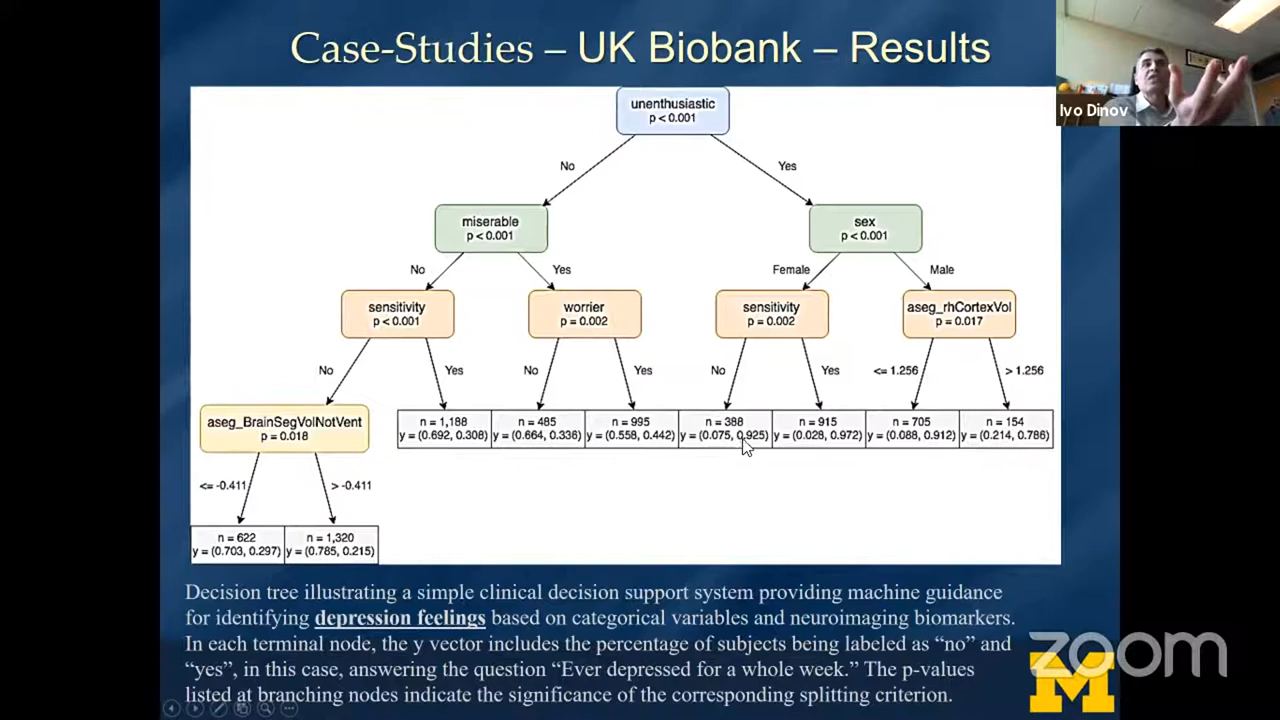 Case-Studies – UK Biobank – Results
Ivo Dinov
unenthusiastic
p < 0.001
No
Yes
miserable
p < 0.001
sex
p < 0.001
No
Yes
Female
Male
sensitivity
p < 0.001
worrier
p = 0.002
sensitivity
p = 0.002
aseg_rhCortexVol
p = 0.017
No
Yes
No
Yes
No
Yes
<= 1.256
> 1.256
aseg_BrainSegVolNotVent
p = 0.018
n = 1,188
y = (0.692, 0.308)
n = 485
y = (0.664, 0.336)
n = 995
y = (0.558, 0.442)
n = 388
y = (0.075, 0.925)
n = 915
y = (0.028, 0.972)
n = 705
y = (0.088, 0.912)
n = 154
y = (0.214, 0.786)
<= -0.411
> -0.411
n = 622
y = (0.703, 0.297)
n = 1,320
y = (0.785, 0.215)
Decision tree illustrating a simple clinical decision support system providing machine guidance
for identifying depression feelings based on categorical variables and neuroimaging biomarkers.
In each terminal node, the y vector includes the percentage of subjects being labeled as “no” and
“yes”, in this case, answering the question “Ever depressed for a whole week.” The p-values
listed at branching nodes indicate the significance of the corresponding splitting criterion.
zoom
M